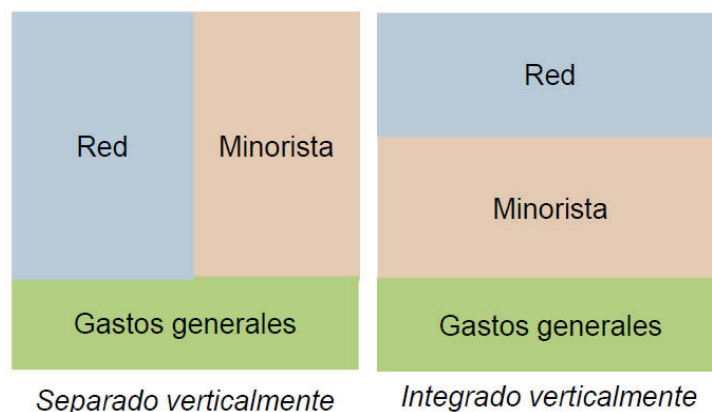 Red
Minorista
Gastos generales
Separado verticalmente
Red
Minorista
Gastos generales
Integrado verticalmente